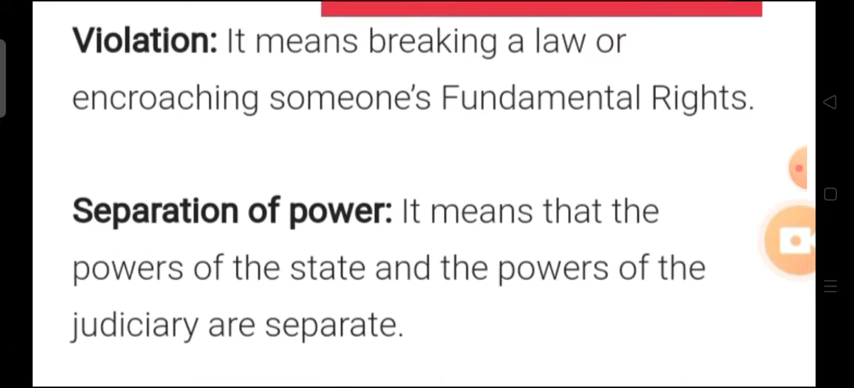 Violation: It means breaking a law or
encroaching someone's Fundamental Rights.
Separation of power: It means that the
powers of the state and the powers of the
judiciary are separate.